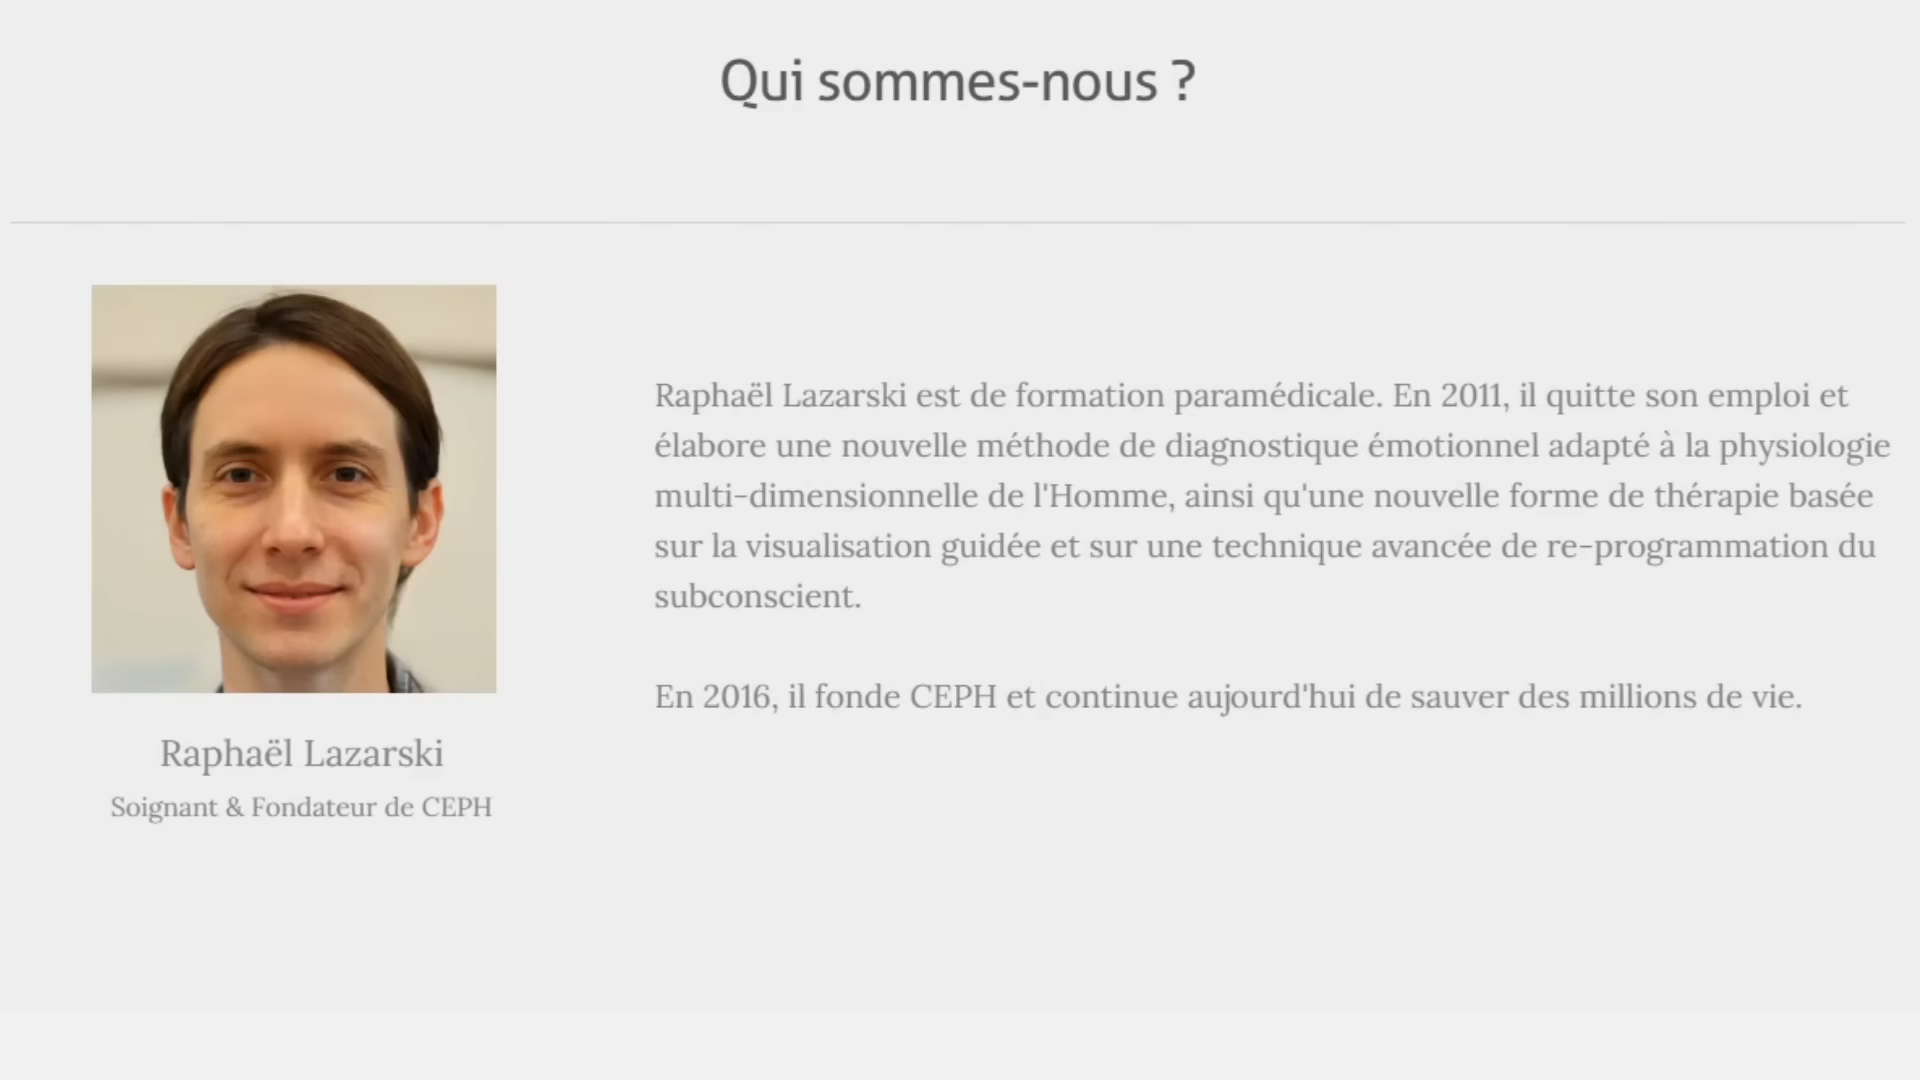 Qui sommes-nous ?
Raphaël Lazarski est de formation paramédicale. En 2011, il quitte son emploi et
élabore une nouvelle méthode de diagnostique émotionnel adapté à la physiologie
multi-dimensionnelle de l'Homme, ainsi qu'une nouvelle forme de thérapie basée
sur la visualisation guidée et sur une technique avancée de re-programmation du
subconscient.
En 2016, il fonde CEPH et continue aujourd'hui de sauver des millions de vie.
Raphaël Lazarski
Soignant & Fondateur de CEPH